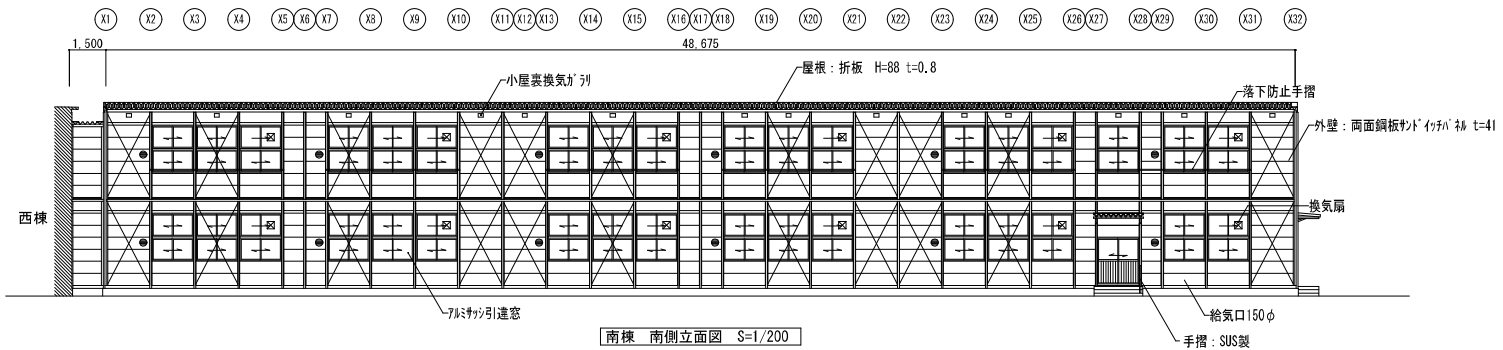 X1 X2 X3 X4 X5 X6 X7 X8 X9 X10 X11 X12 X13 X14 X15 X16 X17 X18 X19 X20 X21 X22 X23 X24 X25 X26 X27 X28 X29 X30 X31 X32
1,500 48,675
屋根：折板 H=88 t=0.8
小屋裏換気ガラリ
落下防止手摺
外壁：両面鋼板サンドイッチパネル t=41
西棟
換気扇
アルミサッシ引違窓
給気口150φ
手摺：SUS製
南棟 南側立面図 S=1/200